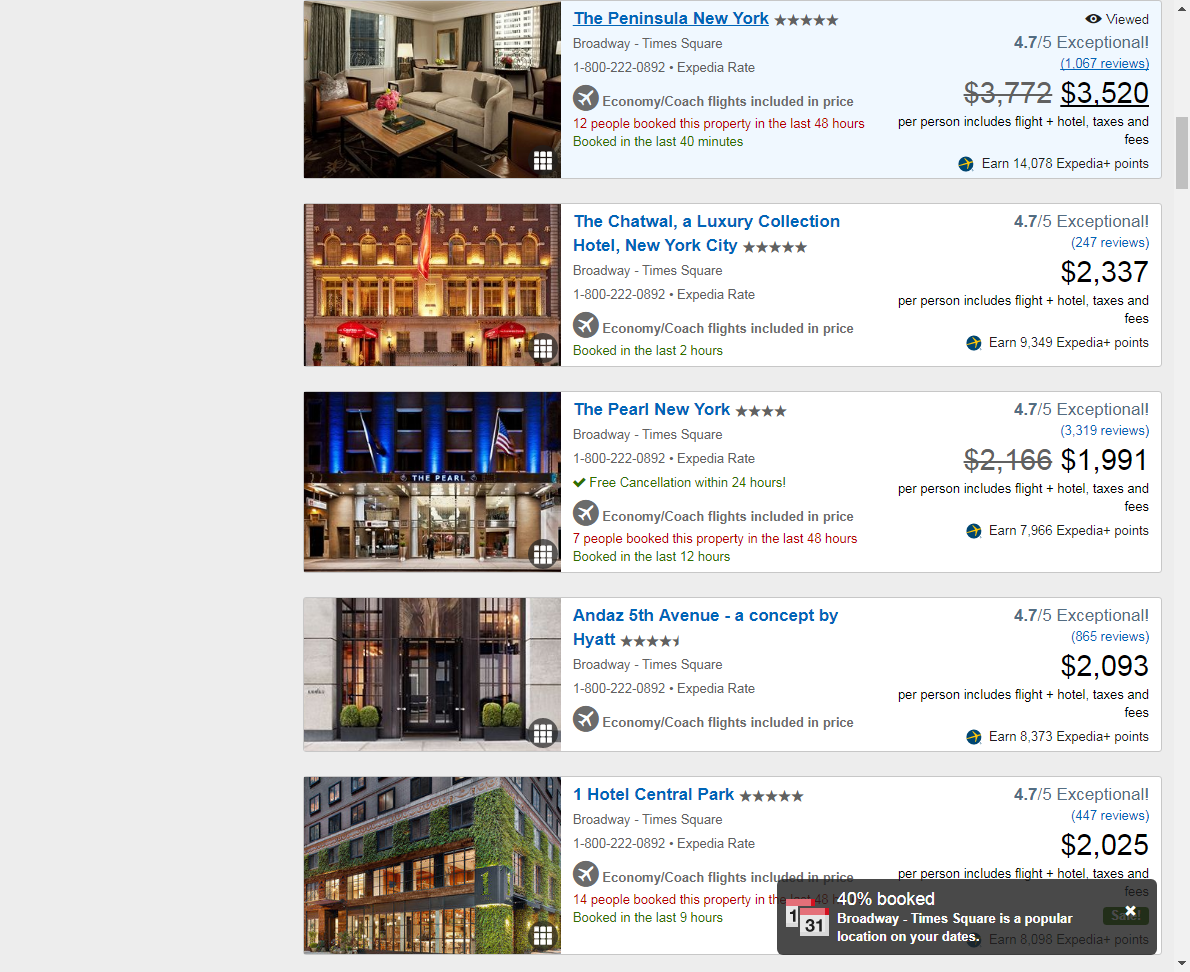 The Peninsula New York
Viewed
Broadway - Times Square
4.7/5 Exceptional!
1-800-222-0892 • Expedia Rate
(1,067 reviews)
$3,772 $3,520
Economy/Coach flights included in price
per person includes flight + hotel, taxes and
fees
12 people booked this property in the last 48 hours
Booked in the last 40 minutes
Earn 14,078 Expedia+ points
The Chatwal, a Luxury Collection
Hotel, New York City
4.7/5 Exceptional!
(247 reviews)
Broadway - Times Square
$2,337
1-800-222-0892 • Expedia Rate
per person includes flight + hotel, taxes and
fees
Economy/Coach flights included in price
Booked in the last 2 hours
Earn 9,349 Expedia+ points
The Pearl New York
4.7/5 Exceptional!
Broadway - Times Square
(3,319 reviews)
1-800-222-0892 • Expedia Rate
$2,166 $1,991
THE PEARL
Free Cancellation within 24 hours!
per person includes flight + hotel, taxes and
fees
Economy/Coach flights included in price
7 people booked this property in the last 48 hours
Booked in the last 12 hours
Earn 7,966 Expedia+ points
Andaz 5th Avenue - a concept by
Hyatt
4.7/5 Exceptional!
(865 reviews)
Broadway - Times Square
$2,093
1-800-222-0892 • Expedia Rate
per person includes flight + hotel, taxes and
fees
Economy/Coach flights included in price
Earn 8,373 Expedia+ points
1 Hotel Central Park
4.7/5 Exceptional!
Broadway - Times Square
(447 reviews)
1-800-222-0892 • Expedia Rate
$2,025
Economy/Coach flights included in price
per person includes flight + hotel, taxes and
fees
14 people booked this property in the last 48 h
Booked in the last 9 hours
Sale!
Earn 8,098 Expedia+ points
1
31
40% booked
Broadway - Times Square is a popular
location on your dates.